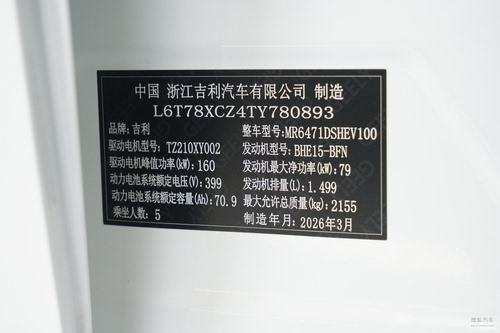 中国 浙江吉利汽车有限公司 制造
L6T78XCZ4TY780893
品牌:吉利 整车型号:MR6471DSHEV100
驱动电机型号:TZ210XY002 发动机型号:BHE15-BFN
驱动电机峰值功率(kW):160 发动机最大净功率(kW):79
动力电池系统额定电压(V):399 发动机排量(L):1.499
动力电池系统额定容量(Ah):70.9 最大允许总质量(kg):2155
乘坐人数:5 制造年月:2026年3月
搜狐汽车